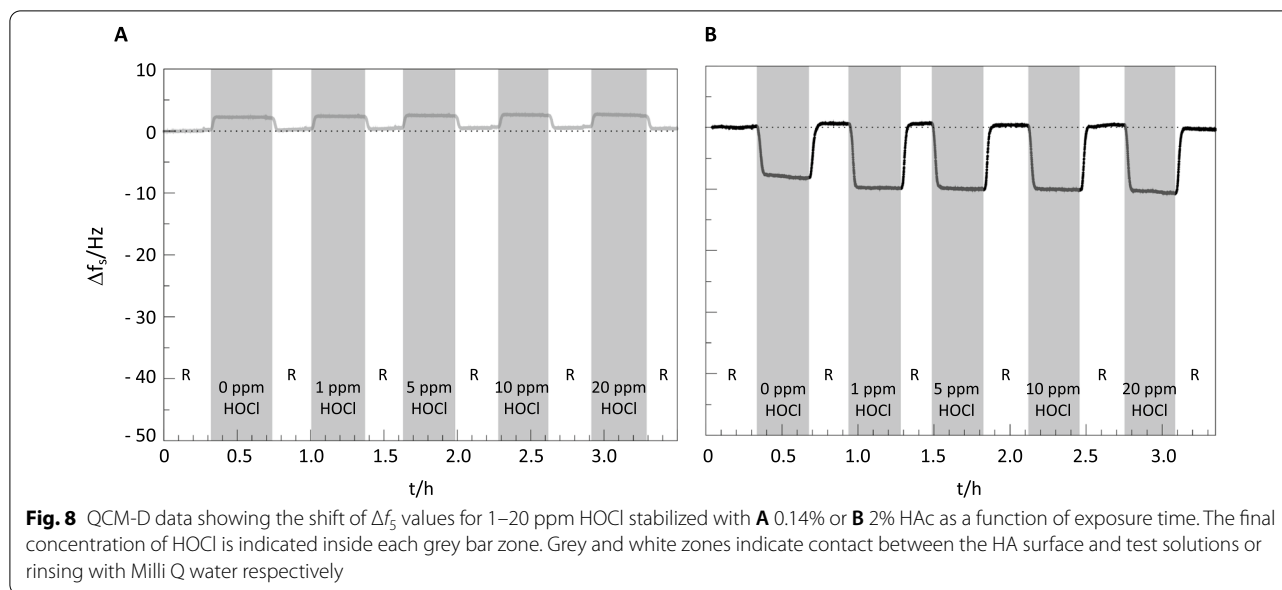 A
B
10
0
- 10
- 20
- 30
- 40
- 50
Δf₅/Hz
R R R R R R
0 ppm 1 ppm 5 ppm 10 ppm 20 ppm
HOCl HOCl HOCl HOCl HOCl
0 0.5 1.0 1.5 2.0 2.5 3.0
t/h
R R R R R R
0 ppm 1 ppm 5 ppm 10 ppm 20 ppm
HOCl HOCl HOCl HOCl HOCl
0 0.5 1.0 0.5 2.0 2.5 3.0
t/h
Fig. 8 QCM-D data showing the shift of Δf₅ values for 1–20 ppm HOCl stabilized with A 0.14% or B 2% HAc as a function of exposure time. The final
concentration of HOCl is indicated inside each grey bar zone. Grey and white zones indicate contact between the HA surface and test solutions or
rinsing with Milli Q water respectively